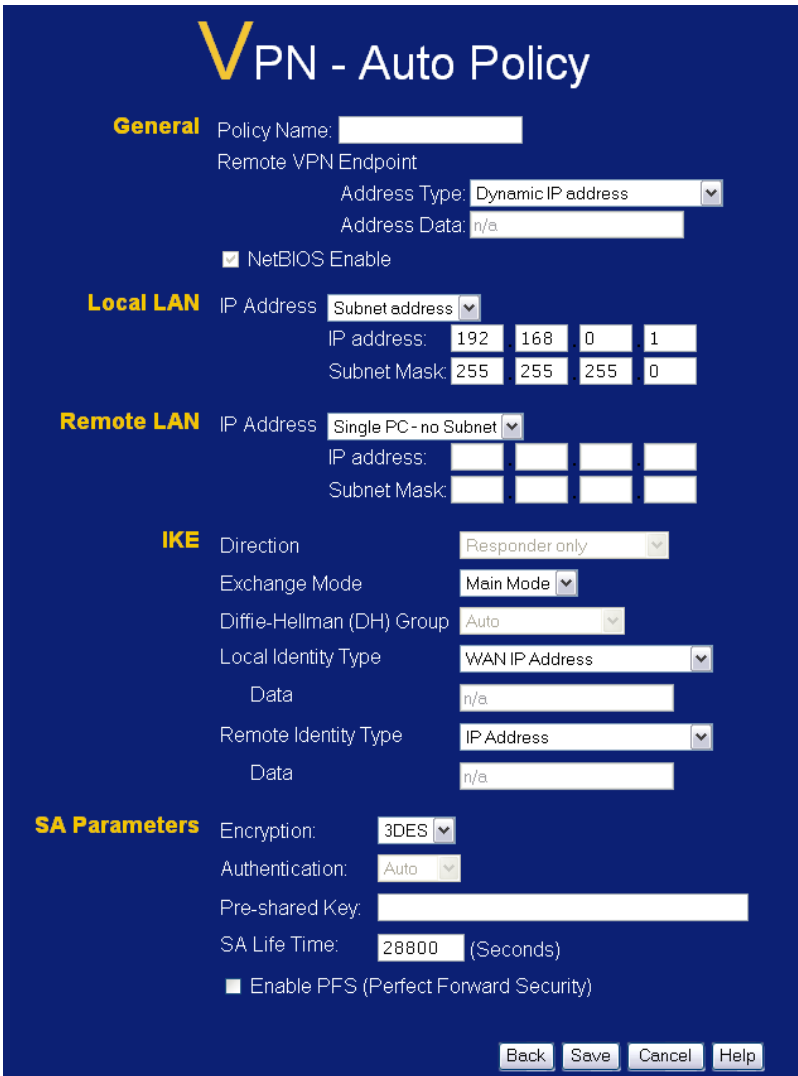 VPN - Auto Policy
General
Policy Name:
Remote VPN Endpoint
Address Type: Dynamic IP address
Address Data: n/a
NetBIOS Enable
Local LAN
IP Address Subnet address
IP address: 192 . 168 . 0 . 1
Subnet Mask: 255 . 255 . 255 . 0
Remote LAN
IP Address Single PC - no Subnet
IP address: . . .
Subnet Mask: . . .
IKE
Direction Responder only
Exchange Mode Main Mode
Diffie-Hellman (DH) Group Auto
Local Identity Type WAN IP Address
Data n/a
Remote Identity Type IP Address
Data n/a
SA Parameters
Encryption: 3DES
Authentication: Auto
Pre-shared Key:
SA Life Time: 28800 (Seconds)
Enable PFS (Perfect Forward Security)
Back Save Cancel Help